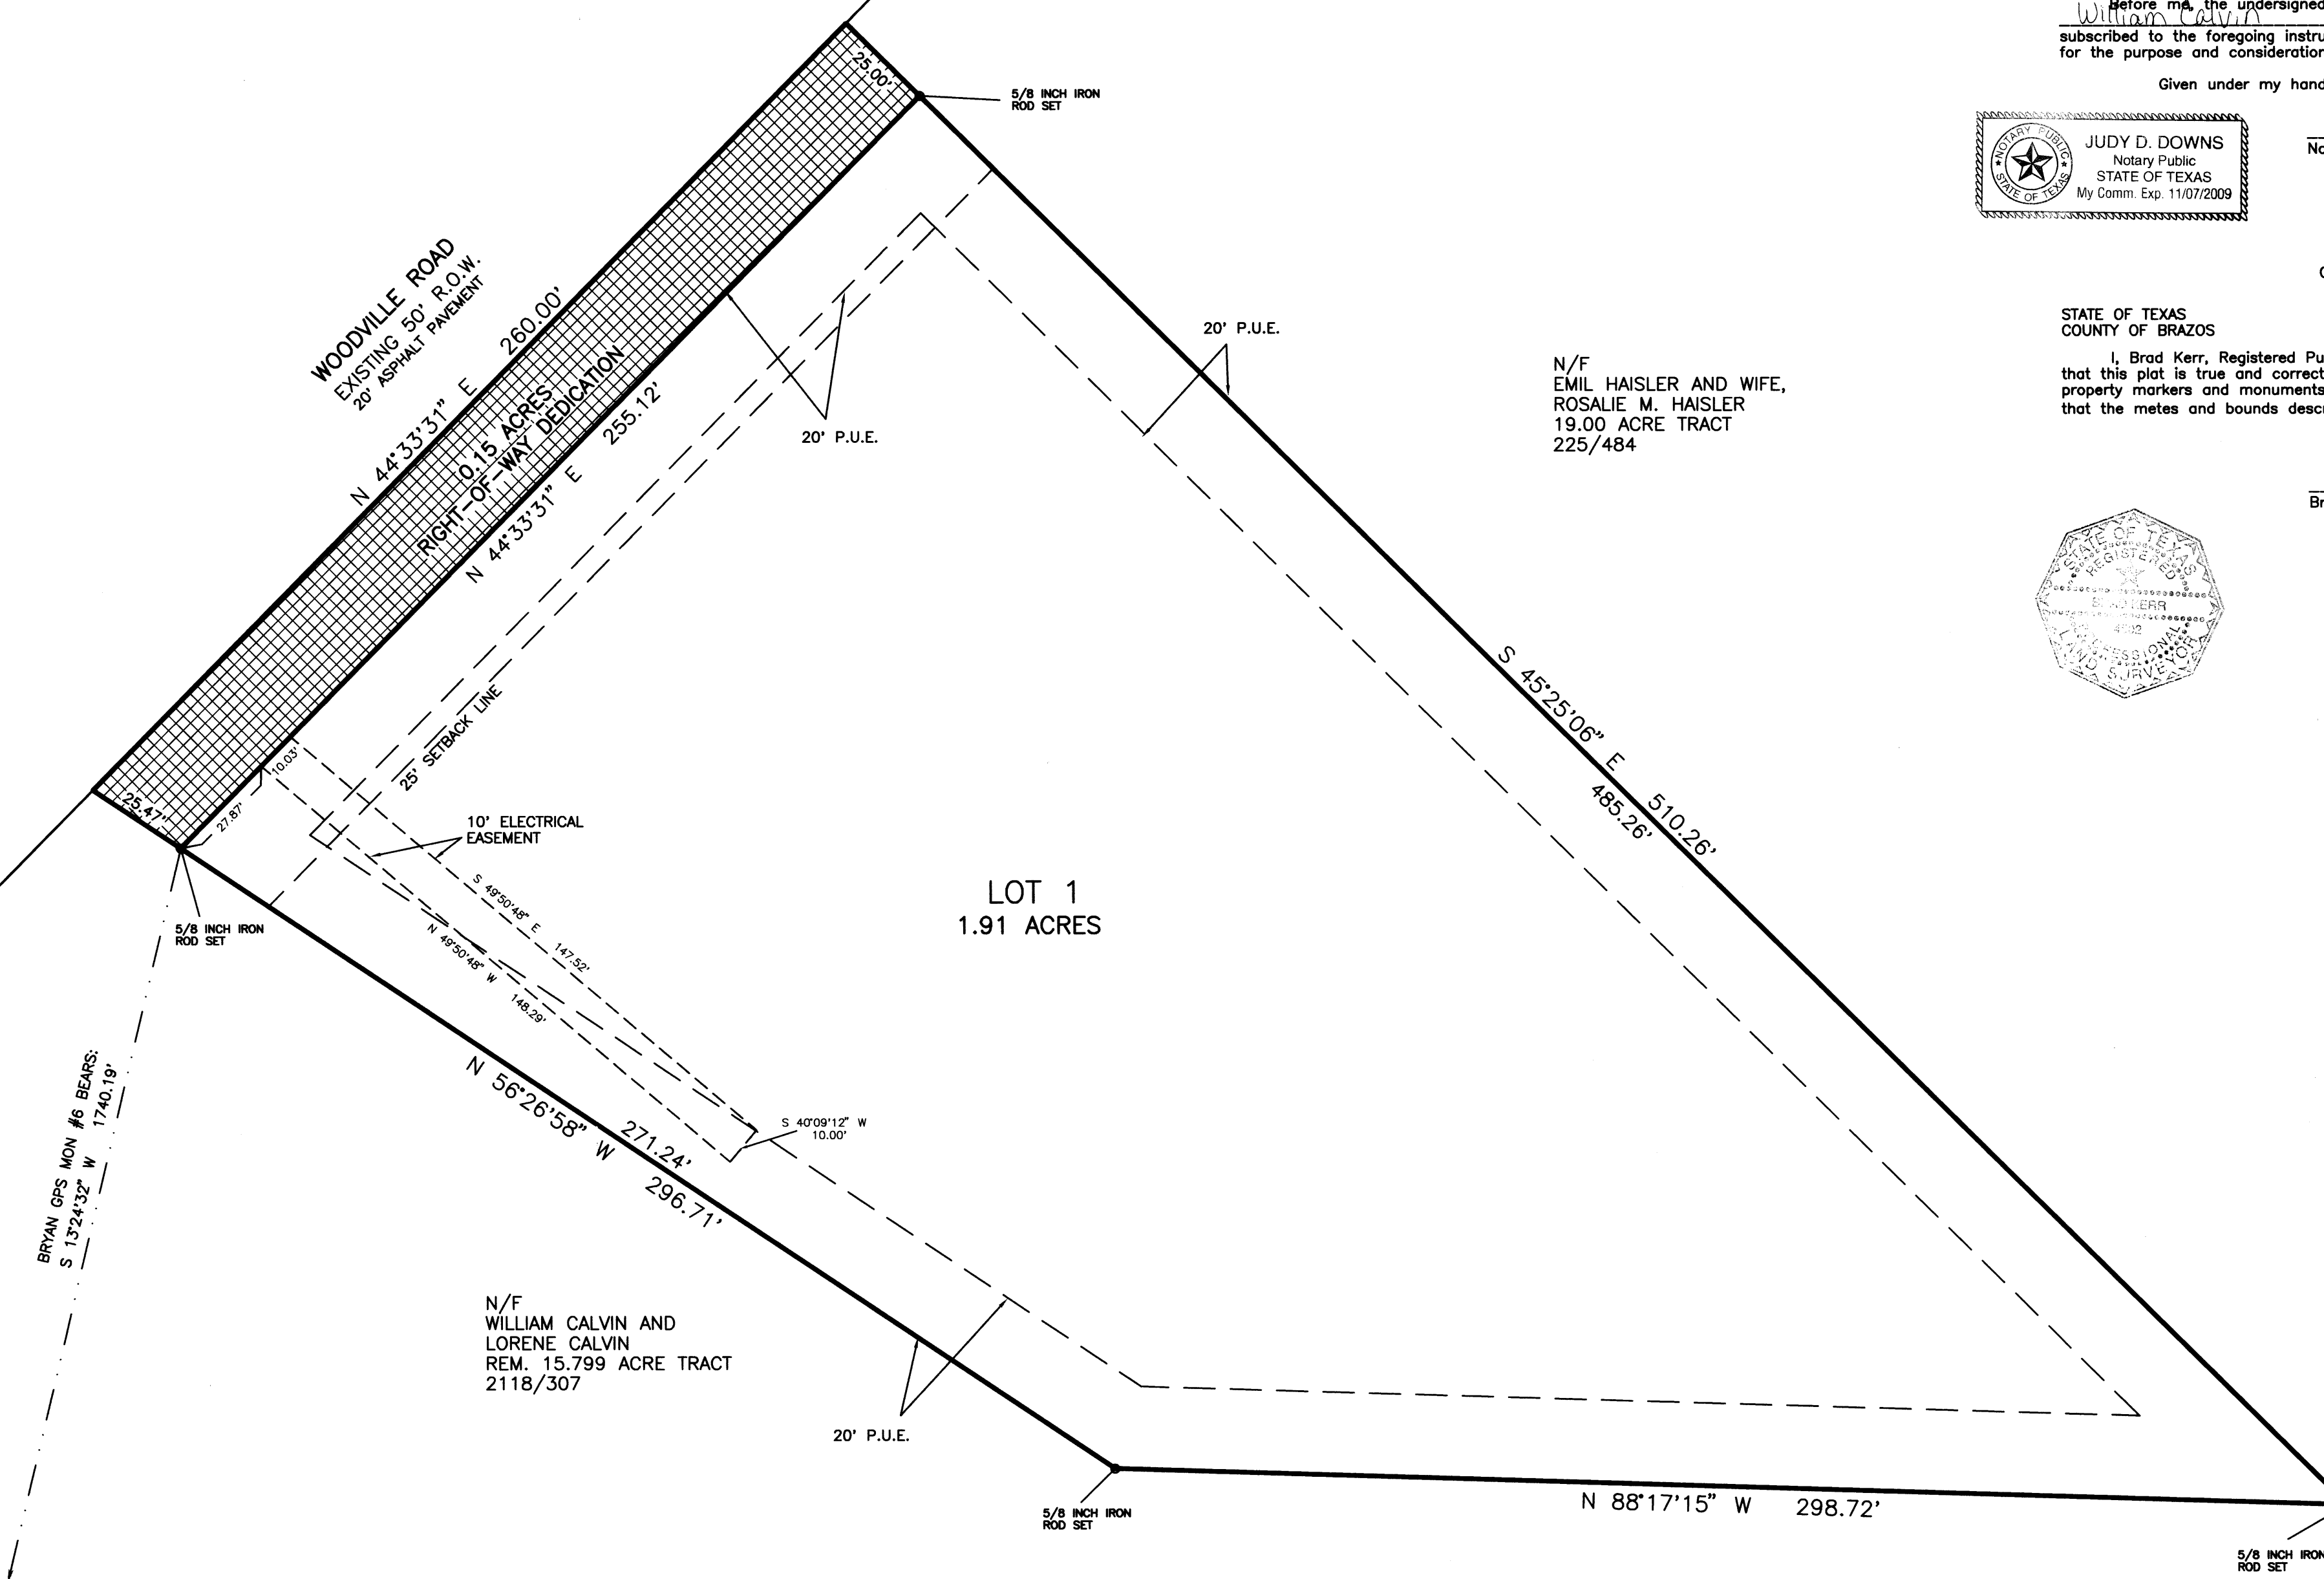 Before me, the undersigned
William Calvin
subscribed to the foregoing instru
for the purpose and consideration
Given under my hand
NOTARY PUBLIC
STATE OF TEXAS
JUDY D. DOWNS
Notary Public
STATE OF TEXAS
My Comm. Exp. 11/07/2009
No
STATE OF TEXAS
COUNTY OF BRAZOS
I, Brad Kerr, Registered Pu
that this plat is true and correct
property markers and monuments
that the metes and bounds desc
Br
STATE OF TEXAS
REGISTERED
KERR
LAND SURVEYOR
25.00'
5/8 INCH IRON
ROD SET
WOODVILLE ROAD
EXISTING 50' R.O.W.
20' ASPHALT PAVEMENT
N 44°33'31" E 260.00'
0.15 ACRES
RIGHT-OF-WAY DEDICATION
N 44°33'31" E 255.12'
20' P.U.E.
20' P.U.E.
N/F
EMIL HAISLER AND WIFE,
ROSALIE M. HAISLER
19.00 ACRE TRACT
225/484
S 45°25'06" E 510.26'
485.26'
25' SETBACK LINE
10.03'
27.87'
25.47'
10' ELECTRICAL
EASEMENT
5/8 INCH IRON
ROD SET
S 49°50'48" E 147.52'
N 49°50'48" W 148.29'
LOT 1
1.91 ACRES
S 40°09'12" W
10.00'
N 56°26'58" W 271.24'
296.71'
BRYAN GPS MON #6 BEARS:
S 13°24'32" W 1740.19'
N/F
WILLIAM CALVIN AND
LORENE CALVIN
REM. 15.799 ACRE TRACT
2118/307
20' P.U.E.
5/8 INCH IRON
ROD SET
N 88°17'15" W 298.72'
5/8 INCH IRON
ROD SET